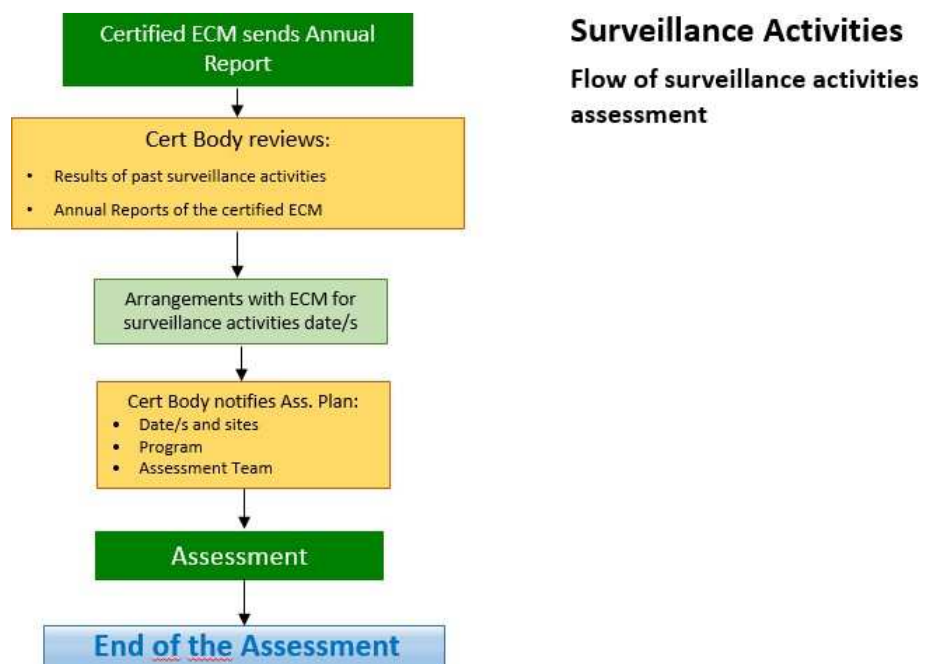 Certified ECM sends Annual
Report
Surveillance Activities
Flow of surveillance activities
assessment
Cert Body reviews:
• Results of past surveillance activities
• Annual Reports of the certified ECM
Arrangements with ECM for
surveillance activities date/s
Cert Body notifies Ass. Plan:
• Date/s and sites
• Program
• Assessment Team
Assessment
End of the Assessment